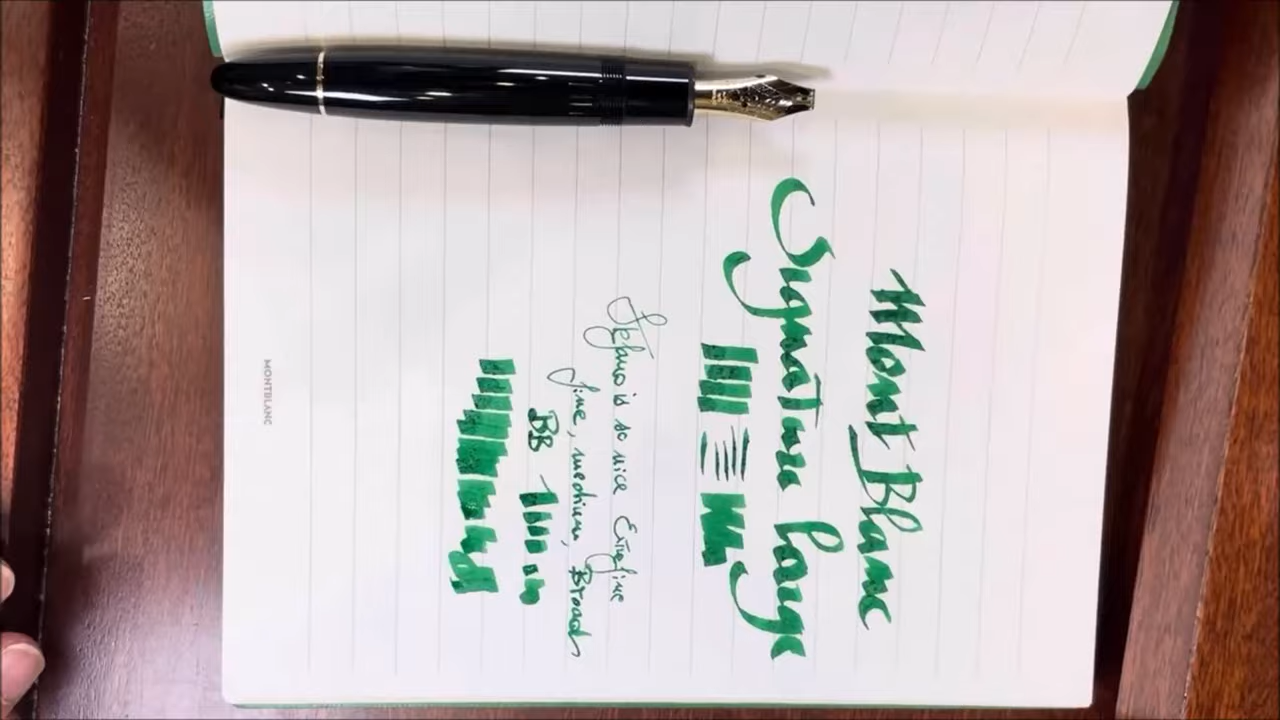 Mont Blanc
Signature Large
Stefano is so nice Extrafine
fine, medium, Broad
BB
MONTBLANC